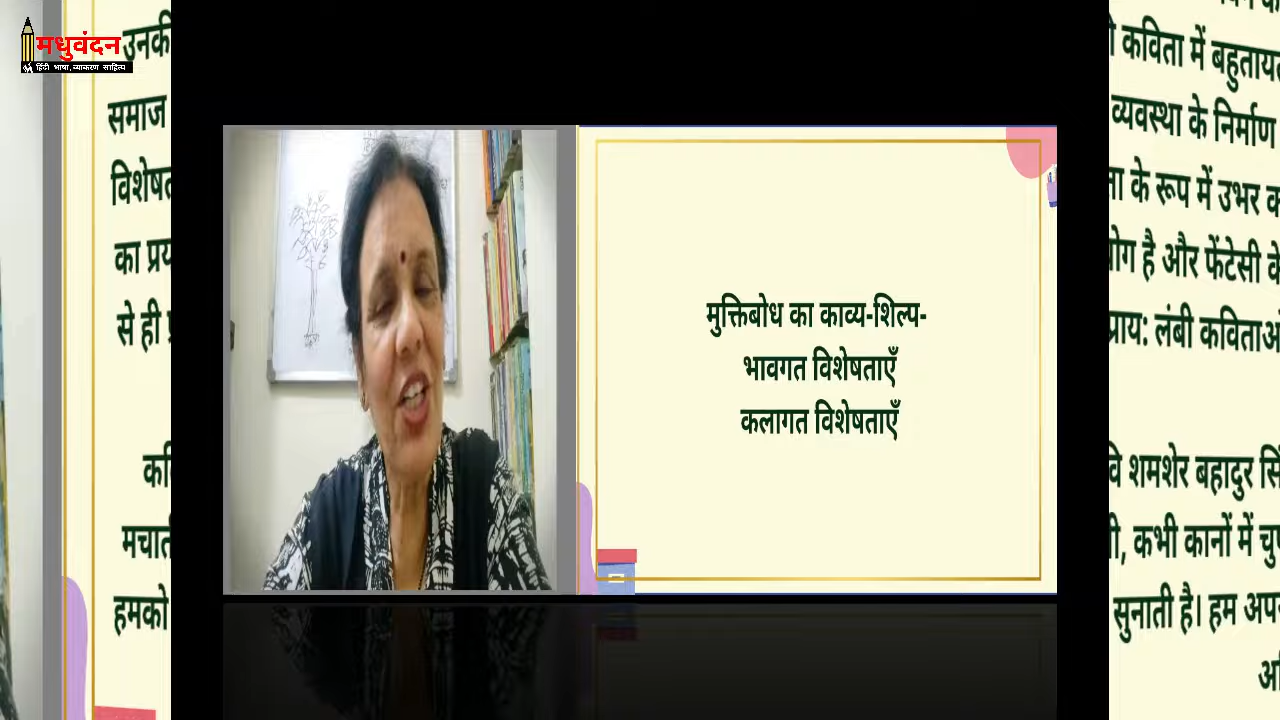 मधुवंदन
हिंदी भाषा, व्याकरण साहित्य
उनकी
समाज
विशेषत
का प्रय
से ही
मचात
हमको
मुक्तिबोध का काव्य-शिल्प-
भावगत विशेषताएँ
कलागत विशेषताएँ
कविता में बहुतायत
व्यवस्था के निर्माण
के रूप में उभर
है और फेंटेसी के
प्राय: लंबी कविताओं
शमशेर बहादुर सिं
कभी कानों में चु
सुनाती है। हम अप